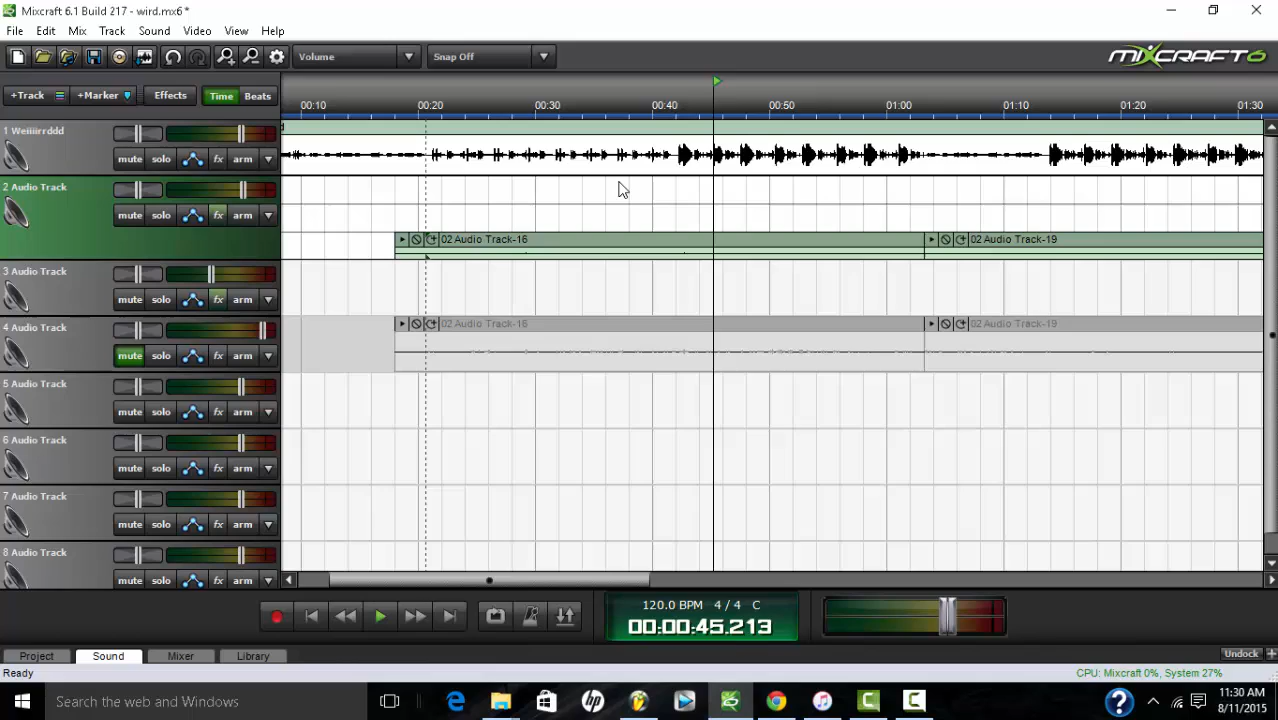 Mixcraft 6.1 Build 217 - wird.mx6 *
File Edit Mix Track Sound Video View Help
Volume Snap Off MIXCRAFT6
+Track +Marker Effects Time Beats
00:10 00:20 00:30 00:40 00:50 01:00 01:10 01:20 01:30
1 Weiiirrddd
mute solo fx arm
2 Audio Track
mute solo fx arm
02 Audio Track-16 02 Audio Track-19
3 Audio Track
mute solo fx arm
4 Audio Track 02 Audio Track-16 02 Audio Track-19
mute solo fx arm
5 Audio Track
mute solo fx arm
6 Audio Track
mute solo fx arm
7 Audio Track
mute solo fx arm
8 Audio Track
mute solo fx arm
120.0 BPM 4 / 4 C
00:00:45.213
Project Sound Mixer Library Undock
Ready CPU: Mixcraft 0%, System 27%
Search the web and Windows
hp
11:30 AM
8/11/2015